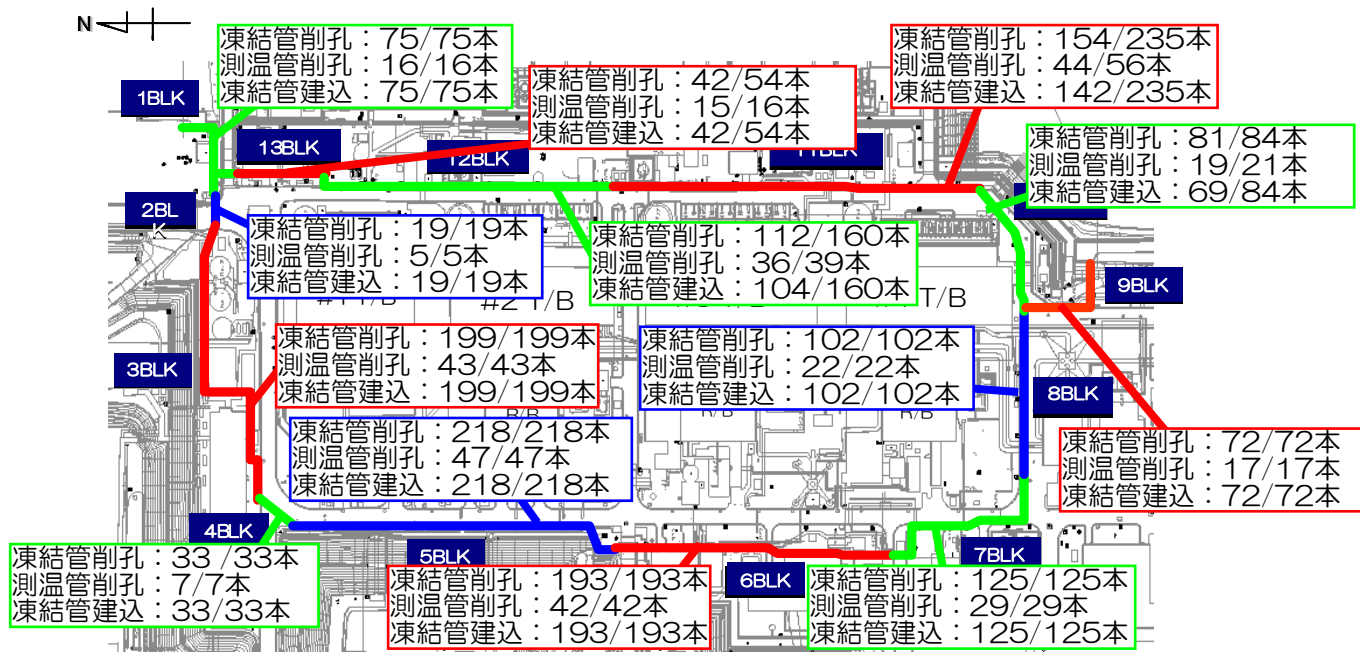 N
凍結管削孔：75/75本
測温管削孔：16/16本
凍結管建込：75/75本
凍結管削孔：154/235本
測温管削孔：44/56本
凍結管建込：142/235本
凍結管削孔：42/54本
測温管削孔：15/16本
凍結管建込：42/54本
1BLK
13BLK
12BLK
11BLK
凍結管削孔：81/84本
測温管削孔：19/21本
凍結管建込：69/84本
2BL
K
凍結管削孔：19/19本
測温管削孔：5/5本
凍結管建込：19/19本
凍結管削孔：112/160本
測温管削孔：36/39本
凍結管建込：104/160本
9BLK
#2 T/B
T/B
凍結管削孔：199/199本
測温管削孔：43/43本
凍結管建込：199/199本
凍結管削孔：102/102本
測温管削孔：22/22本
凍結管建込：102/102本
3BLK
8BLK
R/B
R/B
R/B
凍結管削孔：218/218本
測温管削孔：47/47本
凍結管建込：218/218本
凍結管削孔：72/72本
測温管削孔：17/17本
凍結管建込：72/72本
4BLK
5BLK
6BLK
7BLK
凍結管削孔：33 /33本
測温管削孔：7/7本
凍結管建込：33/33本
凍結管削孔：193/193本
測温管削孔：42/42本
凍結管建込：193/193本
凍結管削孔：125/125本
測温管削孔：29/29本
凍結管建込：125/125本